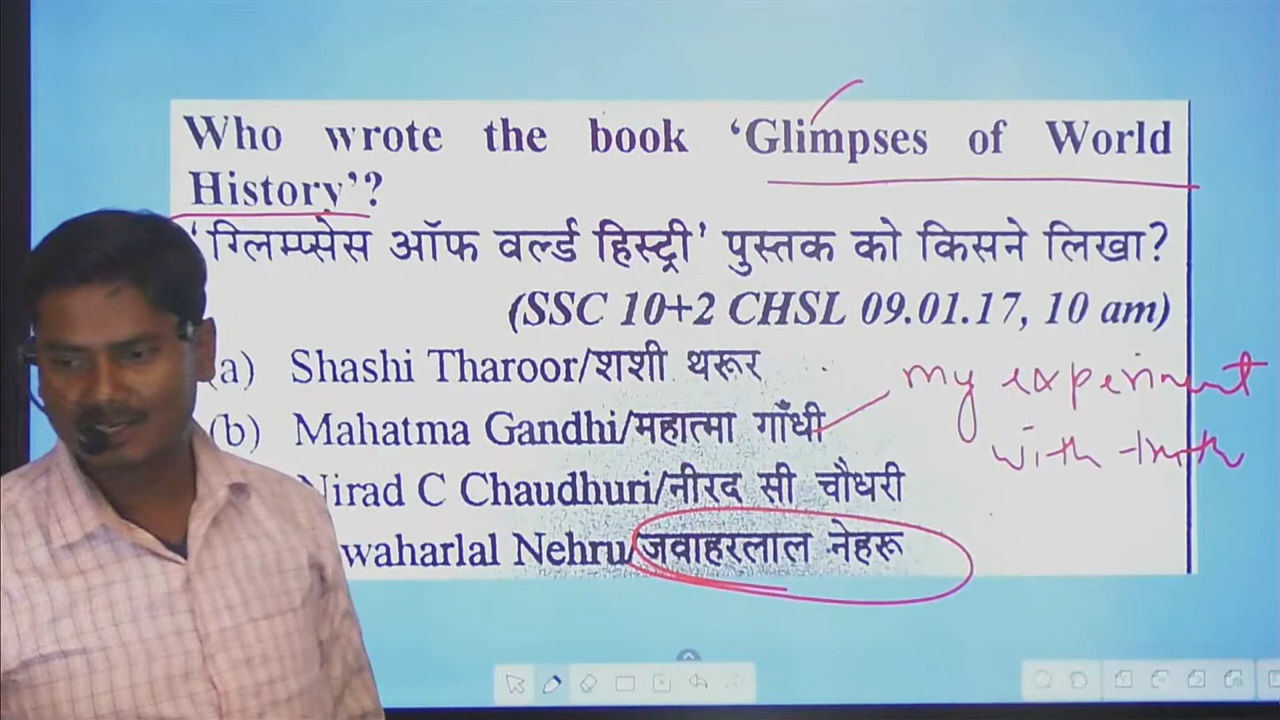 Who wrote the book ‘Glimpses of World
History’?
‘ग्लिम्प्सेस ऑफ वर्ल्ड हिस्ट्री’ पुस्तक को किसने लिखा?
(SSC 10+2 CHSL 09.01.17, 10 am)
(a) Shashi Tharoor/शशी थरूर
(b) Mahatma Gandhi/महात्मा गाँधी
my experiment
with truth
Nirad C Chaudhuri/नीरद सी चौधरी
waharlal Nehru/जवाहरलाल नेहरू